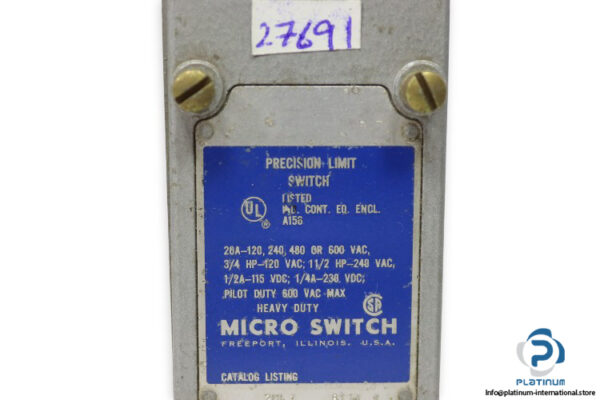 27691
PRECISION LIMIT
SWITCH
UL
®
LISTED
IND. CONT. EQ. ENCL.
A156
20A-120, 240, 480 OR 600 VAC,
3/4 HP-120 VAC; 1 1/2 HP-240 VAC,
1/2A-115 VDC; 1/4A-230, VDC;
PILOT DUTY 600 VAC MAX
HEAVY DUTY
MICRO SWITCH
FREEPORT, ILLINOIS. U.S.A.
CATALOG LISTING
PLATINUM
info@platinum-international.store